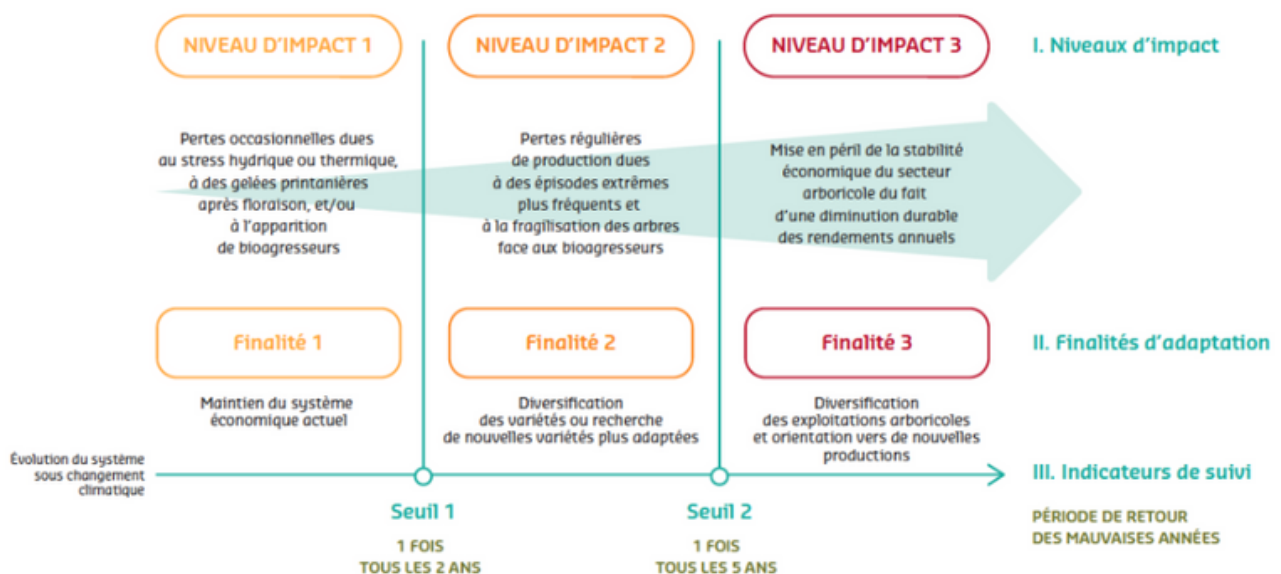 NIVEAU D'IMPACT 1
NIVEAU D'IMPACT 2
NIVEAU D'IMPACT 3
I. Niveaux d'impact
Pertes occasionnelles dues
au stress hydrique ou thermique,
à des gelées printanières
après floraison, et/ou
à l'apparition
de bioagresseurs
Pertes régulières
de production dues
à des épisodes extrêmes
plus fréquents et
à la fragilisation des arbres
face aux bioagresseurs
Mise en péril de la stabilité
économique du secteur
arboricole du fait
d'une diminution durable
des rendements annuels
Finalité 1
Finalité 2
Finalité 3
II. Finalités d'adaptation
Maintien du système
économique actuel
Diversification
des variétés ou recherche
de nouvelles variétés plus adaptées
Diversification
des exploitations arboricoles
et orientation vers de nouvelles
productions
Évolution du système
sous changement
climatique
III. Indicateurs de suivi
Seuil 1
Seuil 2
PÉRIODE DE RETOUR
DES MAUVAISES ANNÉES
1 FOIS
TOUS LES 2 ANS
1 FOIS
TOUS LES 5 ANS